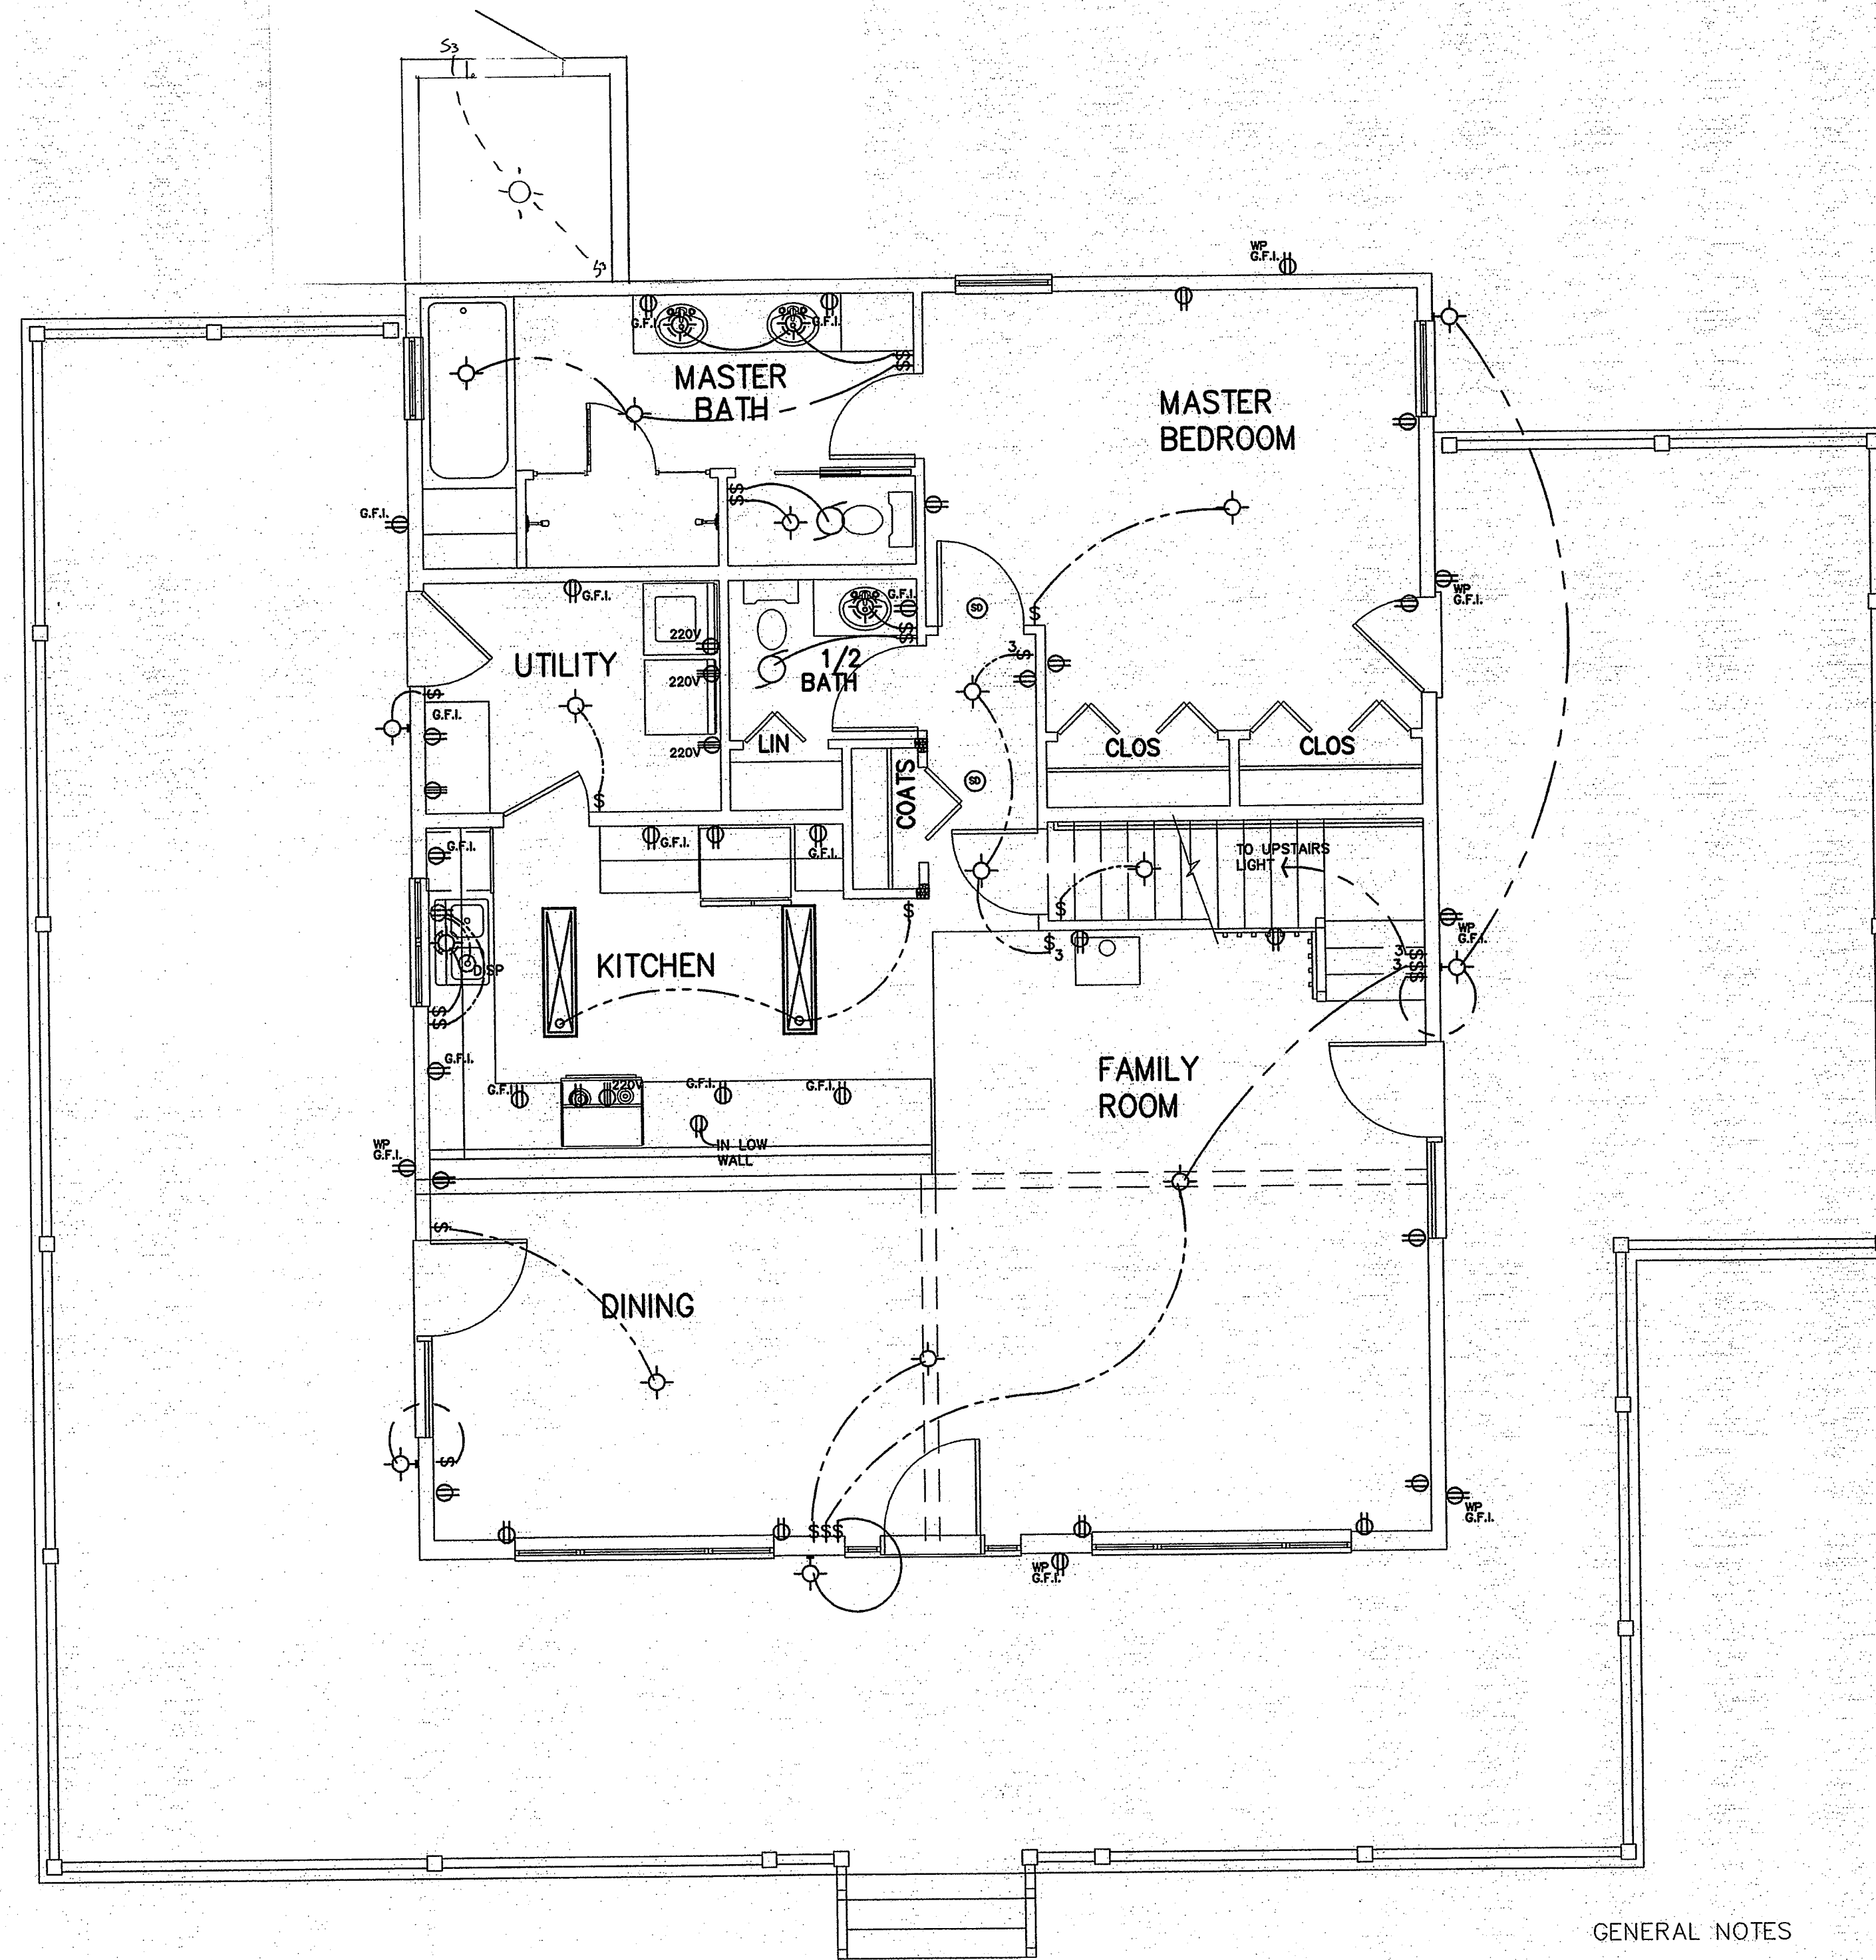 S3
S3
WP
G.F.I.
G.F.I.
G.F.I.
$
$
MASTER
BATH
MASTER
BEDROOM
G.F.I.
$
$
G.F.I.
G.F.I.
SD
WP
G.F.I.
$
220V
$
$
UTILITY
1/2
BATH
3$
220V
$
G.F.I.
220V
LIN
CLOS
CLOS
COATS
SD
$
G.F.I.
G.F.I.
G.F.I.
TO UPSTAIRS
LIGHT
$
$
WP
G.F.I.
$3
KITCHEN
DISP
3$
3$
$
$
$
G.F.I.
FAMILY
ROOM
G.F.I.
220V
G.F.I.
G.F.I.
IN LOW
WALL
WP
G.F.I.
$
DINING
$
$$$
WP
G.F.I.
WP
G.F.I.
GENERAL NOTES